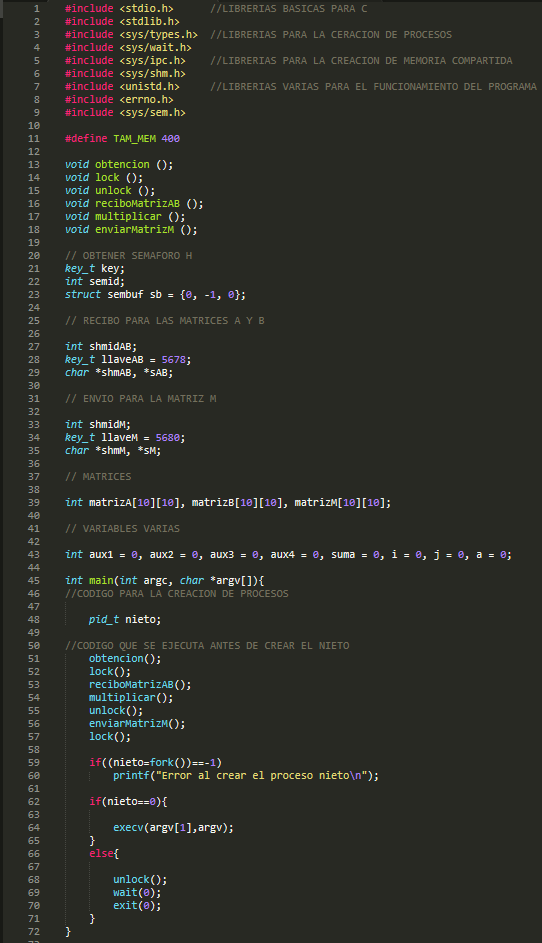 1 #include <stdio.h> //LIBRERIAS BASICAS PARA C
2 #include <stdlib.h>
3 #include <sys/types.h> //LIBRERIAS PARA LA CERACION DE PROCESOS
4 #include <sys/wait.h>
5 #include <sys/ipc.h> //LIBRERIAS PARA LA CREACION DE MEMORIA COMPARTIDA
6 #include <sys/shm.h>
7 #include <unistd.h> //LIBRERIAS VARIAS PARA EL FUNCIONAMIENTO DEL PROGRAMA
8 #include <errno.h>
9 #include <sys/sem.h>
10
11 #define TAM_MEM 400
12
13 void obtencion ();
14 void lock ();
15 void unlock ();
16 void reciboMatrizAB ();
17 void multiplicar ();
18 void enviarMatrizM ();
19
20 // OBTENER SEMAFORO H
21 key_t key;
22 int semid;
23 struct sembuf sb = {0, -1, 0};
24
25 // RECIBO PARA LAS MATRICES A Y B
26
27 int shmidAB;
28 key_t llaveAB = 5678;
29 char *shmAB, *sAB;
30
31 // ENVIO PARA LA MATRIZ M
32
33 int shmidM;
34 key_t llaveM = 5680;
35 char *shmM, *sM;
36
37 // MATRICES
38
39 int matrizA[10][10], matrizB[10][10], matrizM[10][10];
40
41 // VARIABLES VARIAS
42
43 int aux1 = 0, aux2 = 0, aux3 = 0, aux4 = 0, suma = 0, i = 0, j = 0, a = 0;
44
45 int main(int argc, char *argv[]){
46 //CODIGO PARA LA CREACION DE PROCESOS
47
48 pid_t nieto;
49
50 //CODIGO QUE SE EJECUTA ANTES DE CREAR EL NIETO
51 obtencion();
52 lock();
53 reciboMatrizAB();
54 multiplicar();
55 unlock();
56 enviarMatrizM();
57 lock();
58
59 if((nieto=fork())==-1)
60 printf("Error al crear el proceso nieto\n");
61
62 if(nieto==0){
63
64 execv(argv[1],argv);
65 }
66 else{
67
68 unlock();
69 wait(0);
70 exit(0);
71 }
72 }